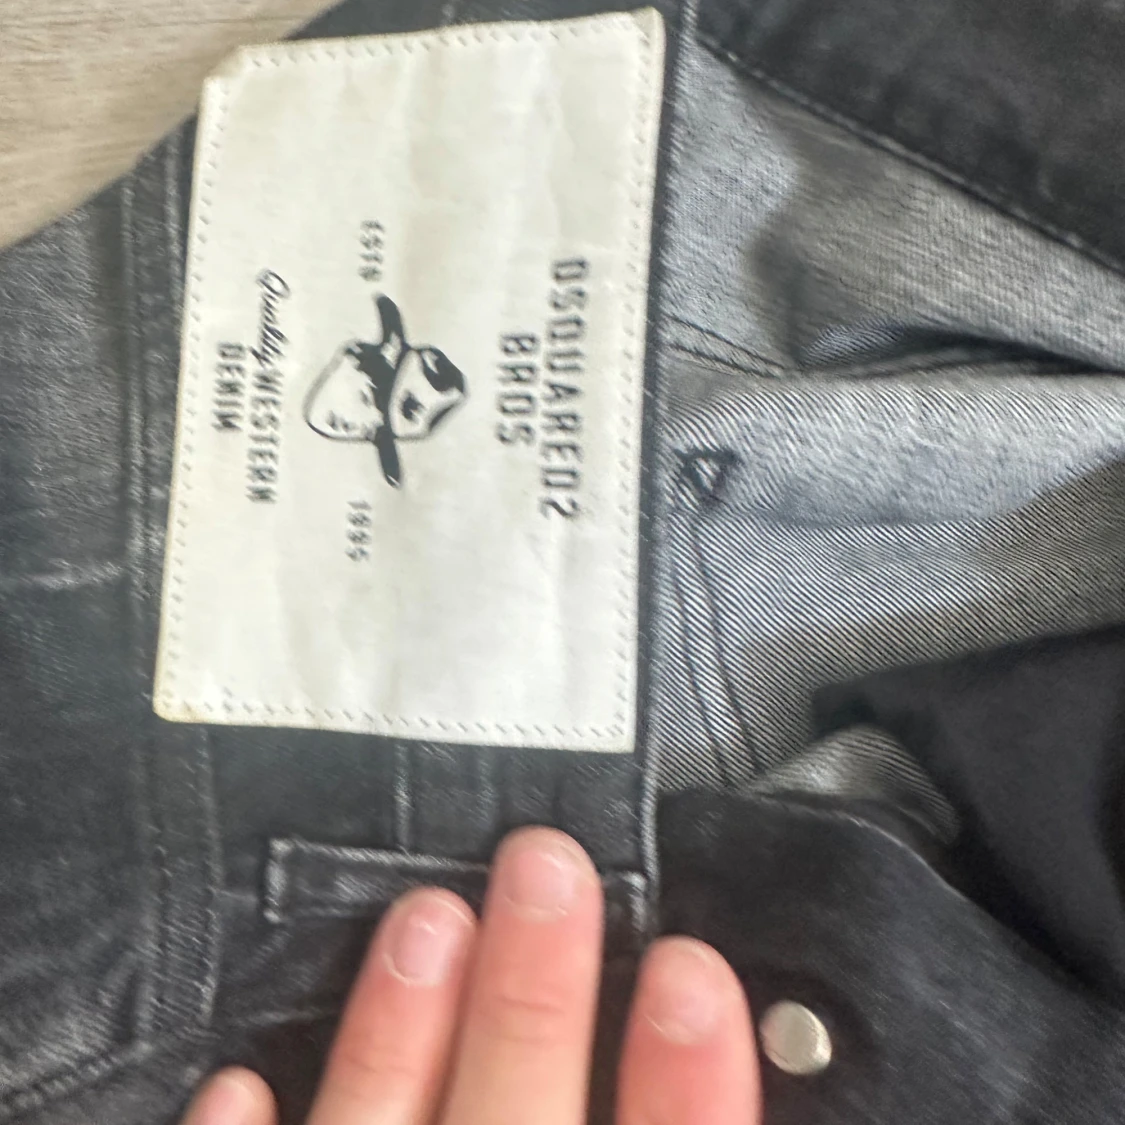 DSQUARED2
BROS
ESTD 1995
Quality WESTERN
DENIM